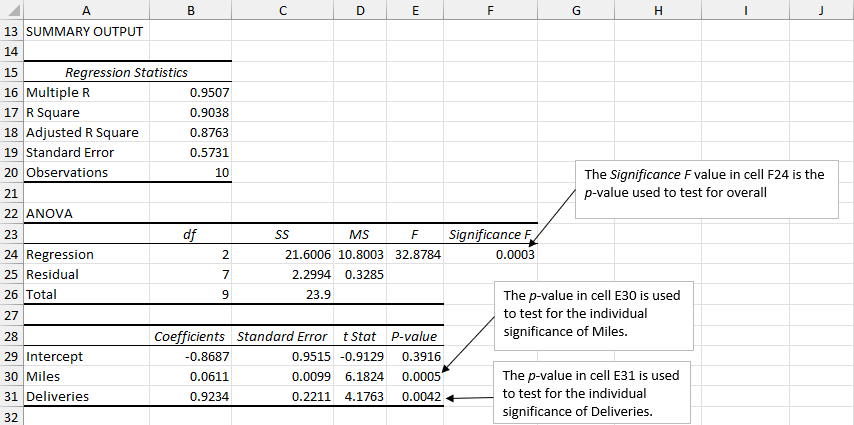 A B C D E F G H I J
13 SUMMARY OUTPUT
14
15 Regression Statistics
16 Multiple R 0.9507
17 R Square 0.9038
18 Adjusted R Square 0.8763
19 Standard Error 0.5731
20 Observations 10
21
22 ANOVA
23 df SS MS F Significance F
24 Regression 2 21.6006 10.8003 32.8784 0.0003
25 Residual 7 2.2994 0.3285
26 Total 9 23.9
27
28 Coefficients Standard Error t Stat P-value
29 Intercept -0.8687 0.9515 -0.9129 0.3916
30 Miles 0.0611 0.0099 6.1824 0.0005
31 Deliveries 0.9234 0.2211 4.1763 0.0042
32
The Significance F value in cell F24 is the
p-value used to test for overall
The p-value in cell E30 is used
to test for the individual
significance of Miles.
The p-value in cell E31 is used
to test for the individual
significance of Deliveries.